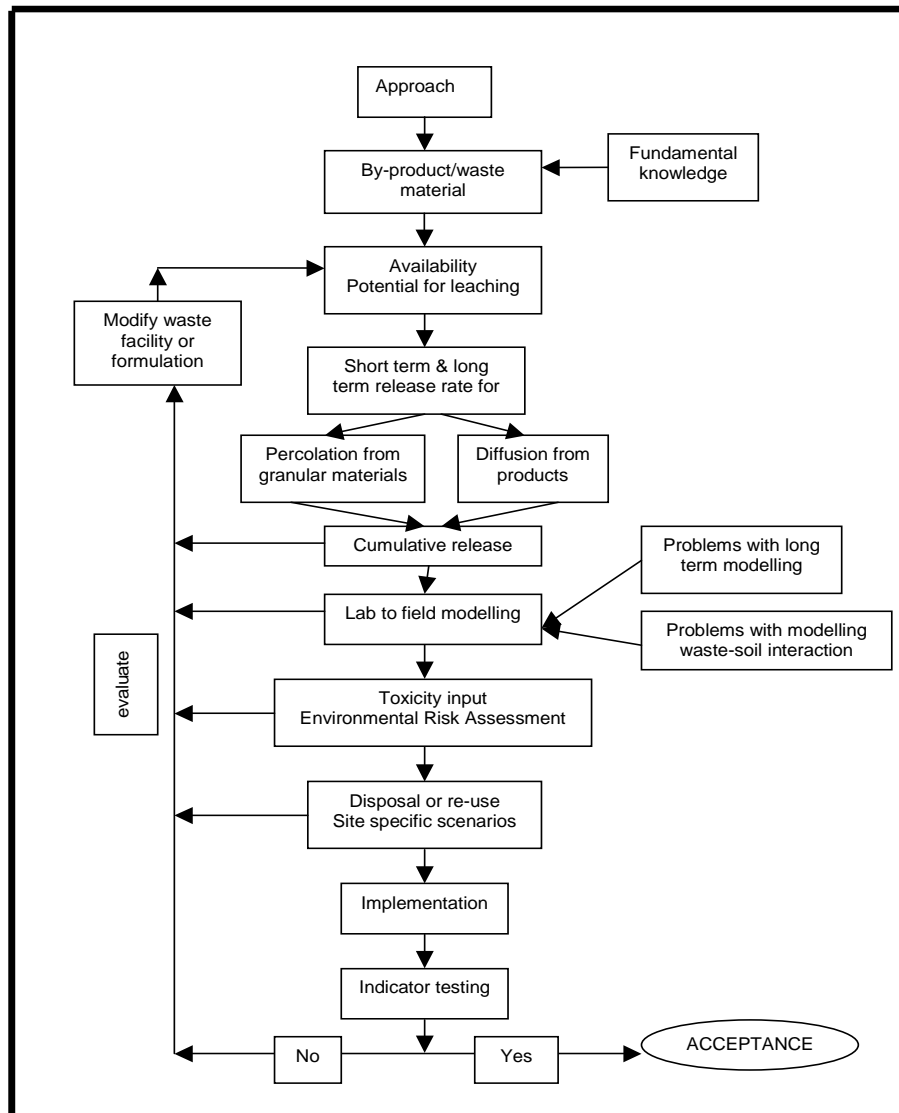 Approach
By-product/waste
material
Fundamental
knowledge
Availability
Potential for leaching
Modify waste
facility or
formulation
Short term & long
term release rate for
Percolation from
granular materials
Diffusion from
products
Cumulative release
Problems with long
term modelling
Lab to field modelling
Problems with modelling
waste-soil interaction
evaluate
Toxicity input
Environmental Risk Assessment
Disposal or re-use
Site specific scenarios
Implementation
Indicator testing
No
Yes
ACCEPTANCE